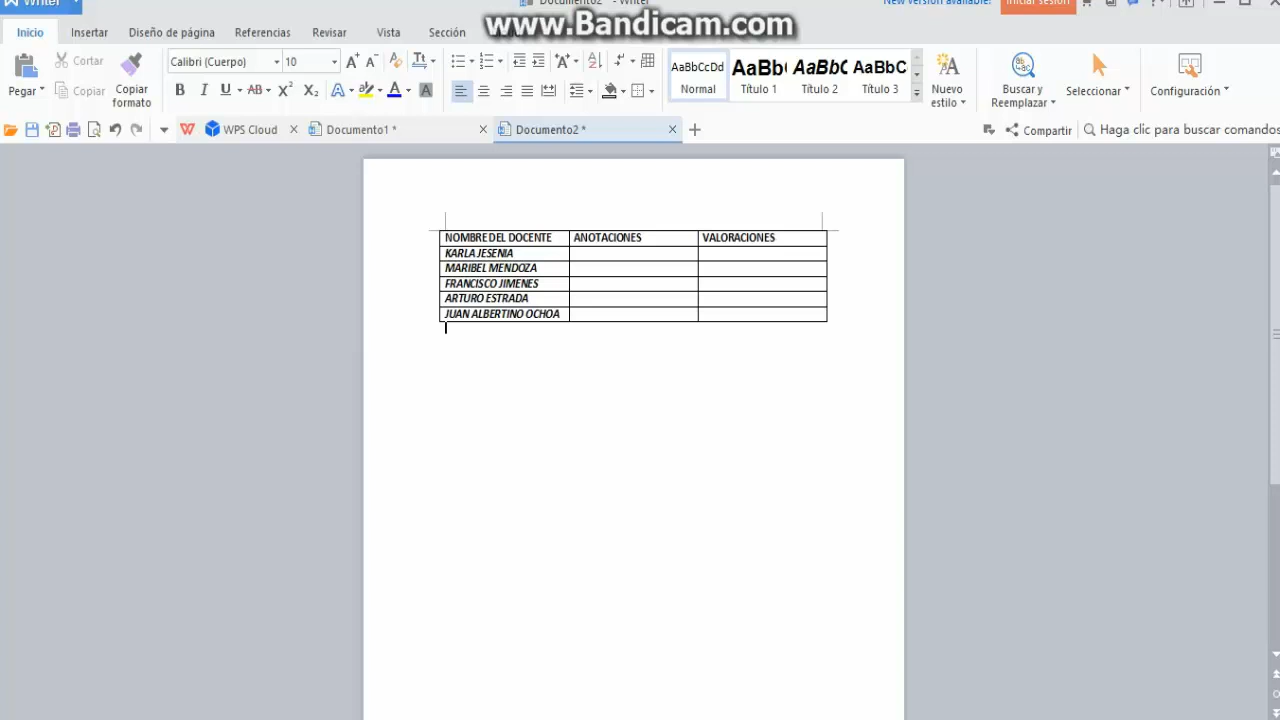 Writer
Documento2 * - Writer
New version available!
Iniciar sesión
www.Bandicam.com
Inicio
Insertar
Diseño de página
Referencias
Revisar
Vista
Sección
Pegar
Cortar
Copiar
Copiar formato
Calibri (Cuerpo)
10
AaBbCcDd
Normal
AaBb(
Título 1
AaBbC
Título 2
AaBbC
Título 3
Nuevo estilo
Buscar y Reemplazar
Seleccionar
Configuración
WPS Cloud
Documento1 *
Documento2 *
Compartir
Haga clic para buscar comandos
NOMBRE DEL DOCENTE ANOTACIONES VALORACIONES
KARLA JESENIA
MARIBEL MENDOZA
FRANCISCO JIMENES
ARTURO ESTRADA
JUAN ALBERTINO OCHOA